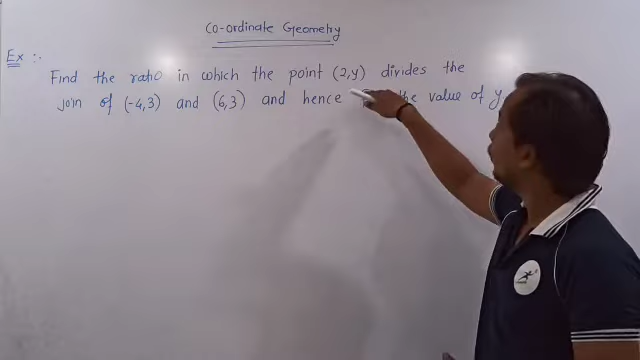 Co-ordinate Geometry
Ex :-
Find the ratio in which the point (2,y) divides the
join of (-4,3) and (6,3) and hence the value of y